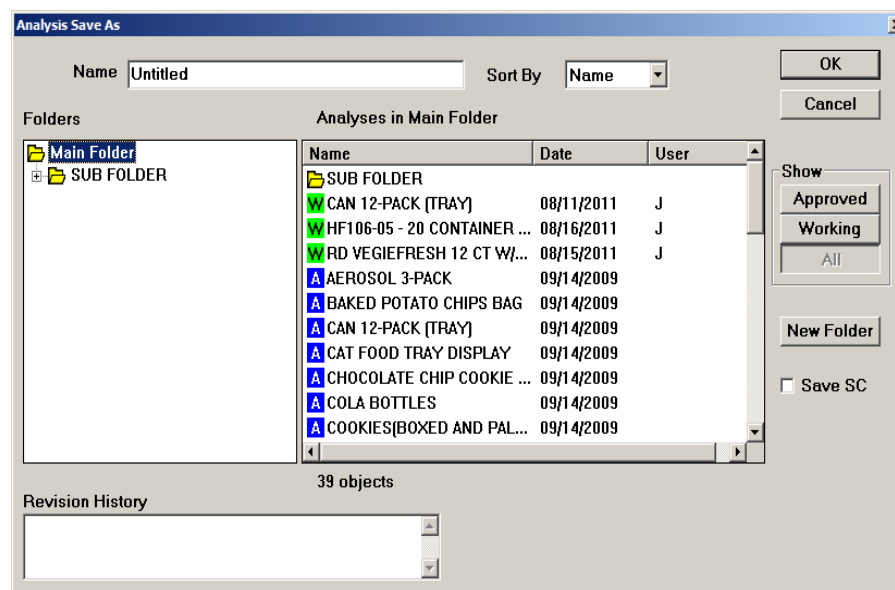 Analysis Save As
Name Untitled Sort By Name OK
Cancel
Folders Analyses in Main Folder
Main Folder
SUB FOLDER
Name Date User
SUB FOLDER
W CAN 12-PACK (TRAY) 08/11/2011 J
W HF106-05 - 20 CONTAINER ... 08/16/2011 J
W RD VEGIEFRESH 12 CT W/... 08/15/2011 J
A AEROSOL 3-PACK 09/14/2009
A BAKED POTATO CHIPS BAG 09/14/2009
A CAN 12-PACK (TRAY) 09/14/2009
A CAT FOOD TRAY DISPLAY 09/14/2009
A CHOCOLATE CHIP COOKIE ... 09/14/2009
A COLA BOTTLES 09/14/2009
A COOKIES(BOXED AND PAL... 09/14/2009
Show
Approved
Working
All
New Folder
Save SC
39 objects
Revision History